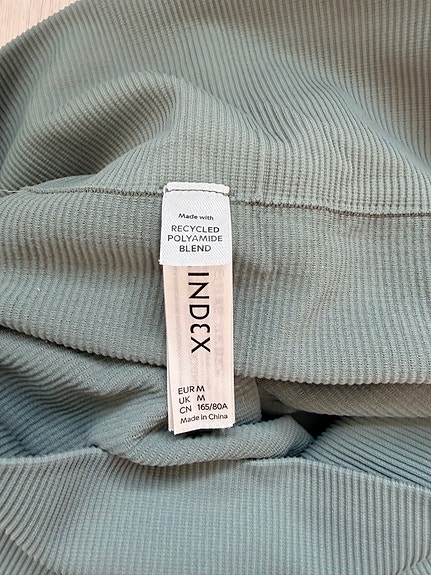 Made with
RECYCLED
POLYAMIDE
BLEND
INDEX
EUR M
UK M
CN 165/80A
Made in China